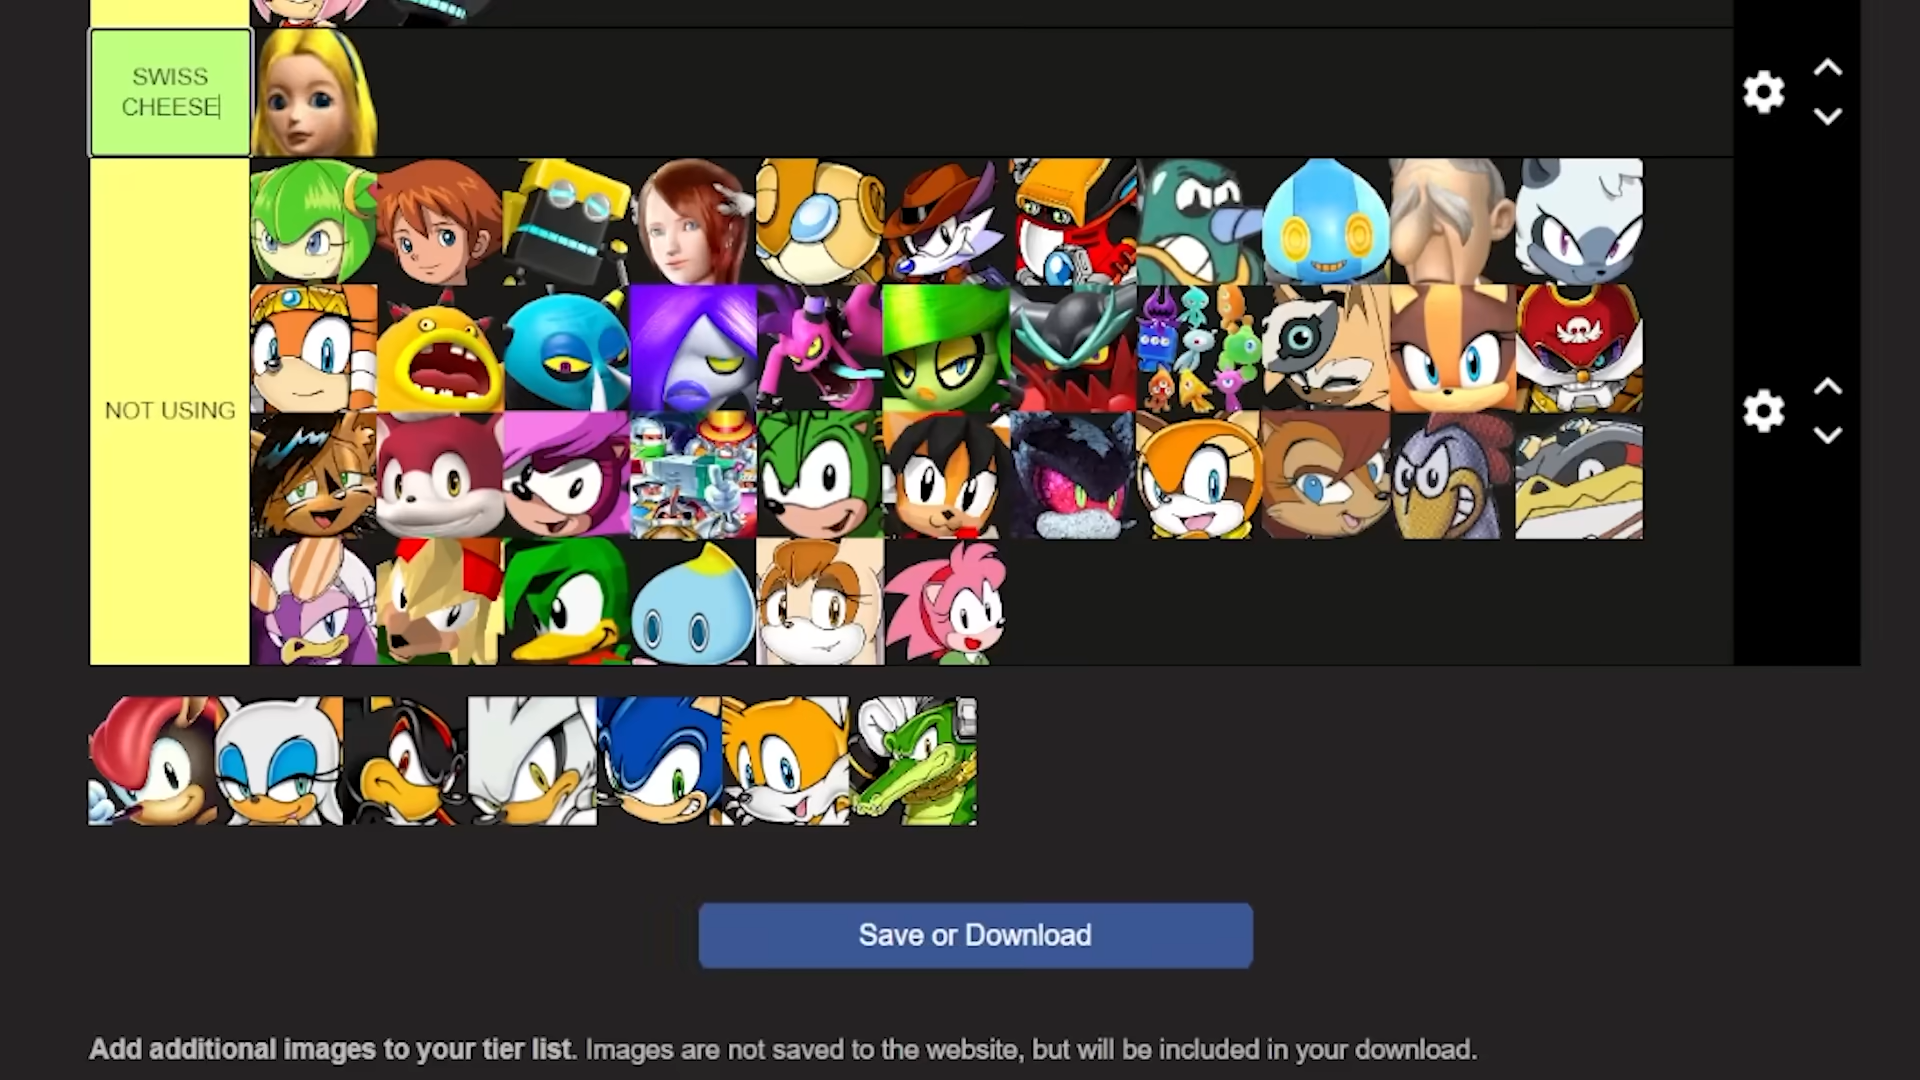 SWISS
CHEESE
NOT USING
Save or Download
Add additional images to your tier list. Images are not saved to the website, but will be included in your download.